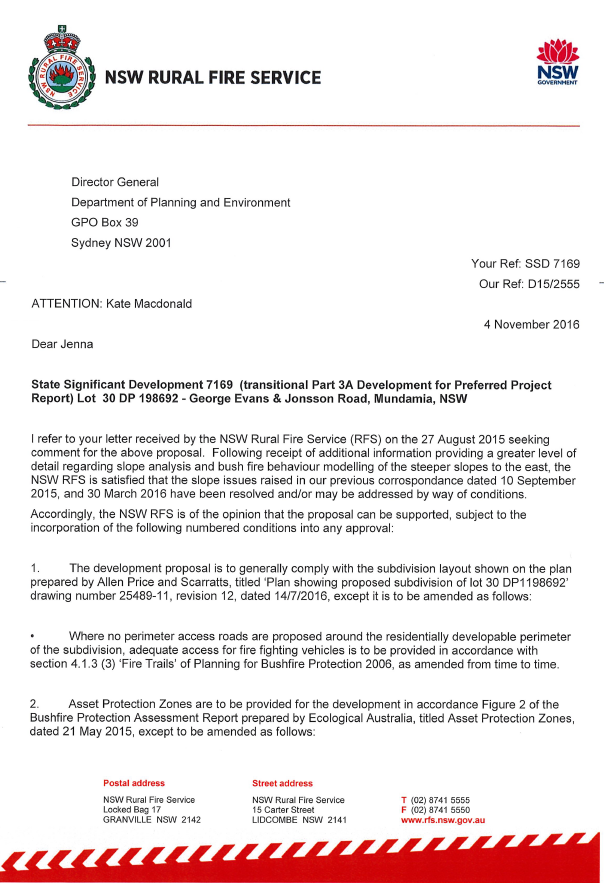 NSW RURAL FIRE SERVICE
NSW RURAL FIRE SERVICE
NSW
GOVERNMENT
Director General
Department of Planning and Environment
GPO Box 39
Sydney NSW 2001
Your Ref: SSD 7169
Our Ref: D15/2555
ATTENTION: Kate Macdonald
4 November 2016
Dear Jenna
State Significant Development 7169 (transitional Part 3A Development for Preferred Project
Report) Lot 30 DP 198692 - George Evans & Jonsson Road, Mundamia, NSW
I refer to your letter received by the NSW Rural Fire Service (RFS) on the 27 August 2015 seeking
comment for the above proposal. Following receipt of additional information providing a greater level of
detail regarding slope analysis and bush fire behaviour modelling of the steeper slopes to the east, the
NSW RFS is satisfied that the slope issues raised in our previous corrospondance dated 10 September
2015, and 30 March 2016 have been resolved and/or may be addressed by way of conditions.
Accordingly, the NSW RFS is of the opinion that the proposal can be supported, subject to the
incorporation of the following numbered conditions into any approval:
1. The development proposal is to generally comply with the subdivision layout shown on the plan
prepared by Allen Price and Scarratts, titled 'Plan showing proposed subdivision of lot 30 DP1198692'
drawing number 25489-11, revision 12, dated 14/7/2016, except it is to be amended as follows:
• Where no perimeter access roads are proposed around the residentially developable perimeter
of the subdivision, adequate access for fire fighting vehicles is to be provided in accordance with
section 4.1.3 (3) 'Fire Trails' of Planning for Bushfire Protection 2006, as amended from time to time.
2. Asset Protection Zones are to be provided for the development in accordance Figure 2 of the
Bushfire Protection Assessment Report prepared by Ecological Australia, titled Asset Protection Zones,
dated 21 May 2015, except to be amended as follows:
Postal address
NSW Rural Fire Service
Locked Bag 17
GRANVILLE NSW 2142
Street address
NSW Rural Fire Service
15 Carter Street
LIDCOMBE NSW 2141
T (02) 8741 5555
F (02) 8741 5550
www.rfs.nsw.gov.au